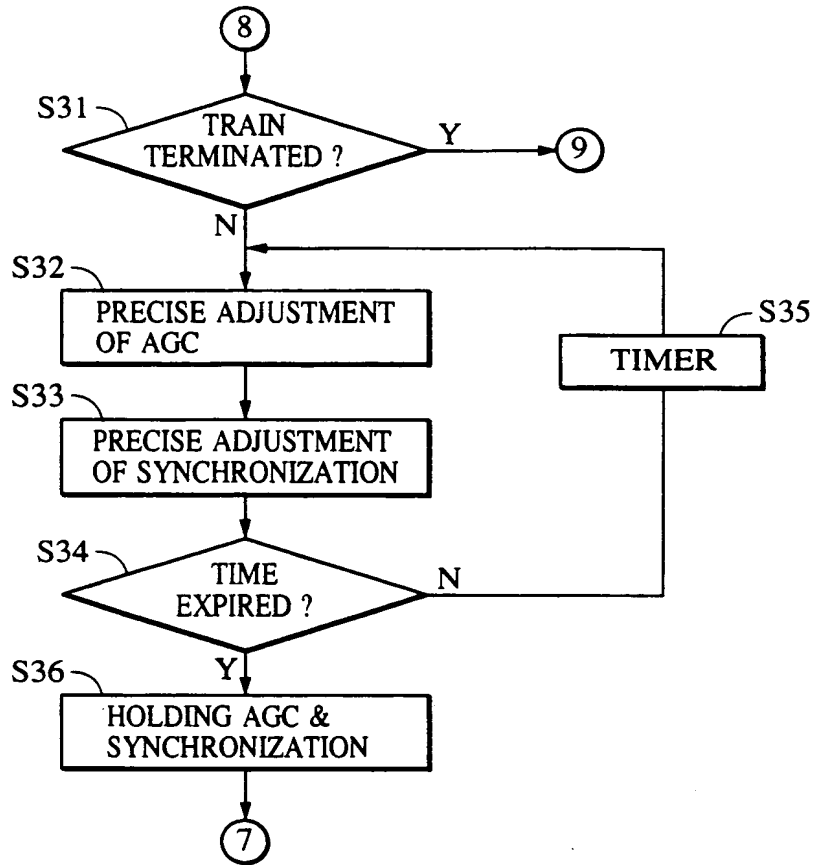 8
S31
TRAIN
TERMINATED ?
Y
9
N
S32
PRECISE ADJUSTMENT
OF AGC
S35
TIMER
S33
PRECISE ADJUSTMENT
OF SYNCHRONIZATION
S34
TIME
EXPIRED ?
N
Y
S36
HOLDING AGC &
SYNCHRONIZATION
7